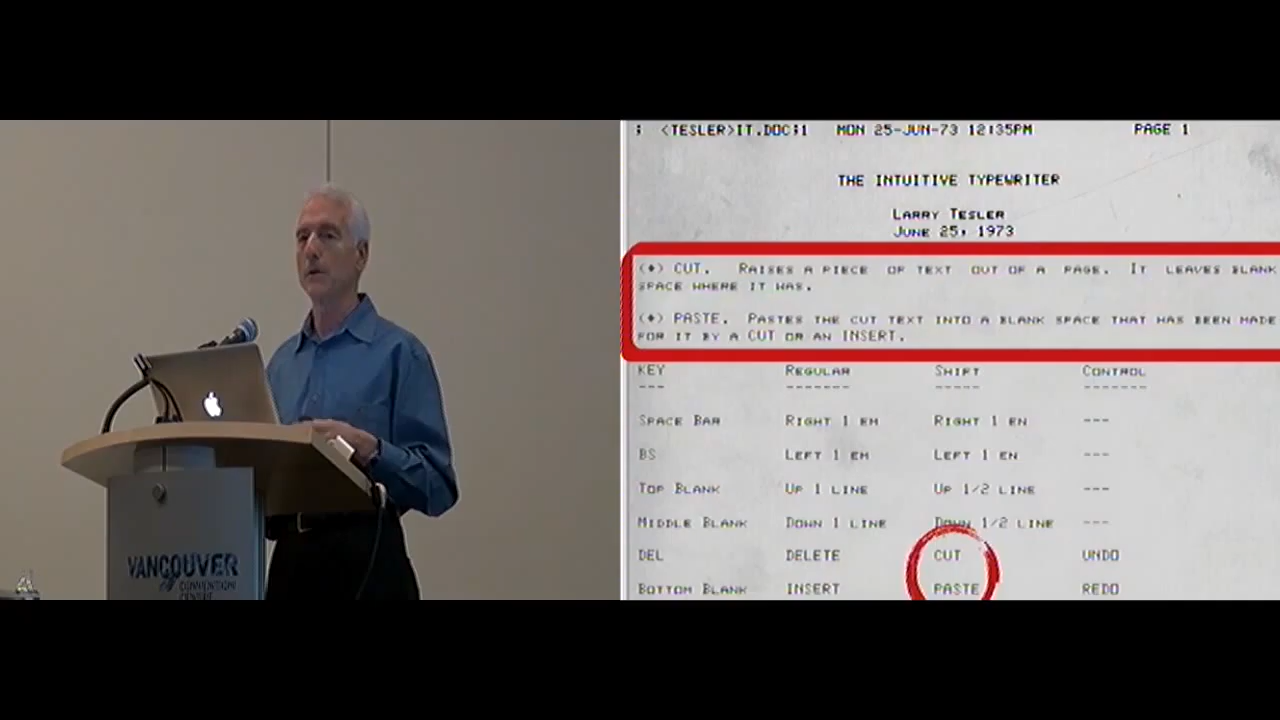 VANCOUVER
CONVENTION
CENTRE
; <TESLER>IT.DOC;1 MON 25-JUN-73 12:35PM PAGE 1
THE INTUITIVE TYPEWRITER
LARRY TESLER
JUNE 25, 1973
(*) CUT. RAISES A PIECE OF TEXT OUT OF A PAGE. IT LEAVES BLANK
SPACE WHERE IT WAS.
(*) PASTE. PASTES THE CUT TEXT INTO A BLANK SPACE THAT HAS BEEN MADE
FOR IT BY A CUT OR AN INSERT.
KEY REGULAR SHIFT CONTROL
--- ------- ----- -------
SPACE BAR RIGHT 1 EM RIGHT 1 EN ---
BS LEFT 1 EM LEFT 1 EN ---
TOP BLANK UP 1 LINE UP 1/2 LINE ---
MIDDLE BLANK DOWN 1 LINE DOWN 1/2 LINE ---
DEL DELETE CUT UNDO
BOTTOM BLANK INSERT PASTE REDO